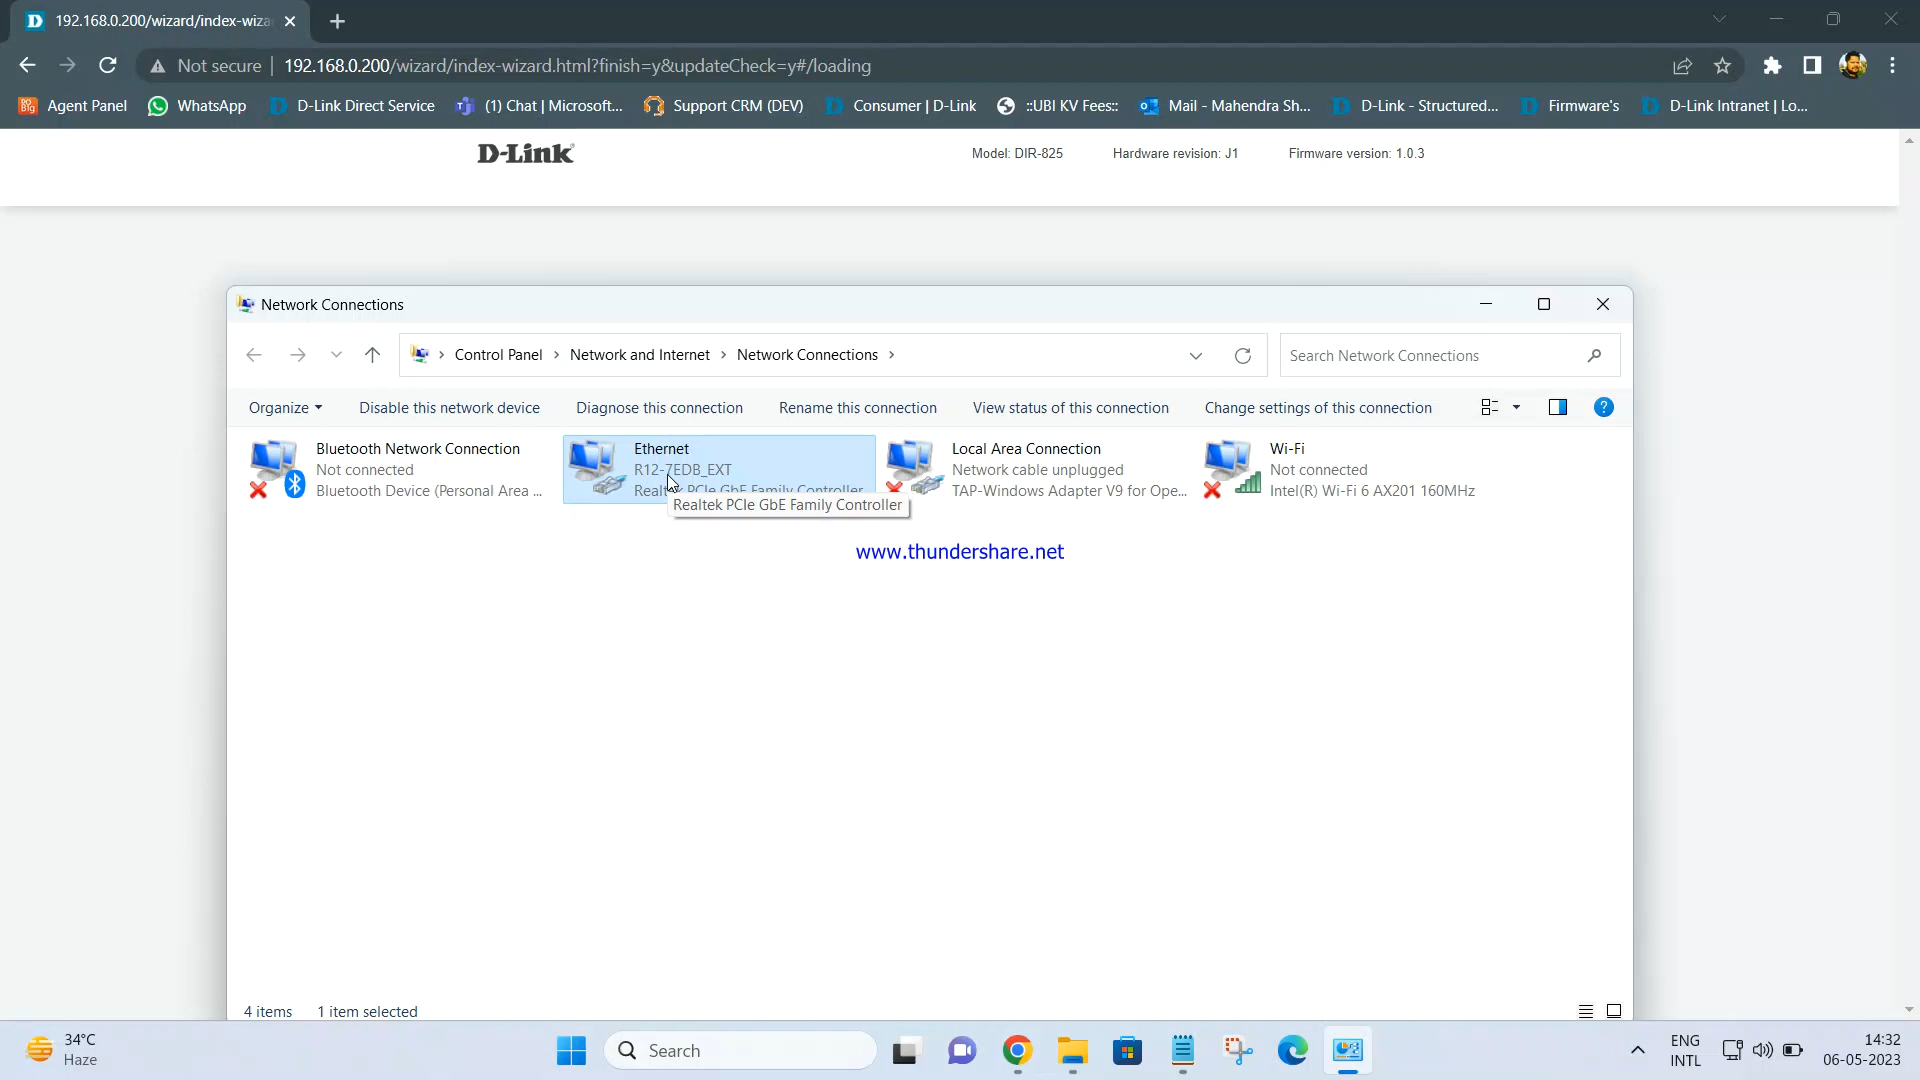 192.168.0.200/wizard/index-wiza
Not secure
192.168.0.200/wizard/index-wizard.html?finish=y&updateCheck=y#/loading
Agent Panel
WhatsApp
D-Link Direct Service
(1) Chat | Microsoft...
Support CRM (DEV)
Consumer | D-Link
::UBI KV Fees::
Mail - Mahendra Sh...
D-Link - Structured...
Firmware's
D-Link Intranet | Lo...
D-Link
Model: DIR-825
Hardware revision: J1
Firmware version: 1.0.3
Network Connections
Control Panel > Network and Internet > Network Connections >
Search Network Connections
Organize
Disable this network device
Diagnose this connection
Rename this connection
View status of this connection
Change settings of this connection
Bluetooth Network Connection
Not connected
Bluetooth Device (Personal Area ...
Ethernet
R12-7EDB_EXT
Realtek PCIe GbE Family Controller
Realtek PCIe GbE Family Controller
Local Area Connection
Network cable unplugged
TAP-Windows Adapter V9 for Ope...
Wi-Fi
Not connected
Intel(R) Wi-Fi 6 AX201 160MHz
www.thundershare.net
4 items
1 item selected
34°C
Haze
Search
ENG
INTL
14:32
06-05-2023